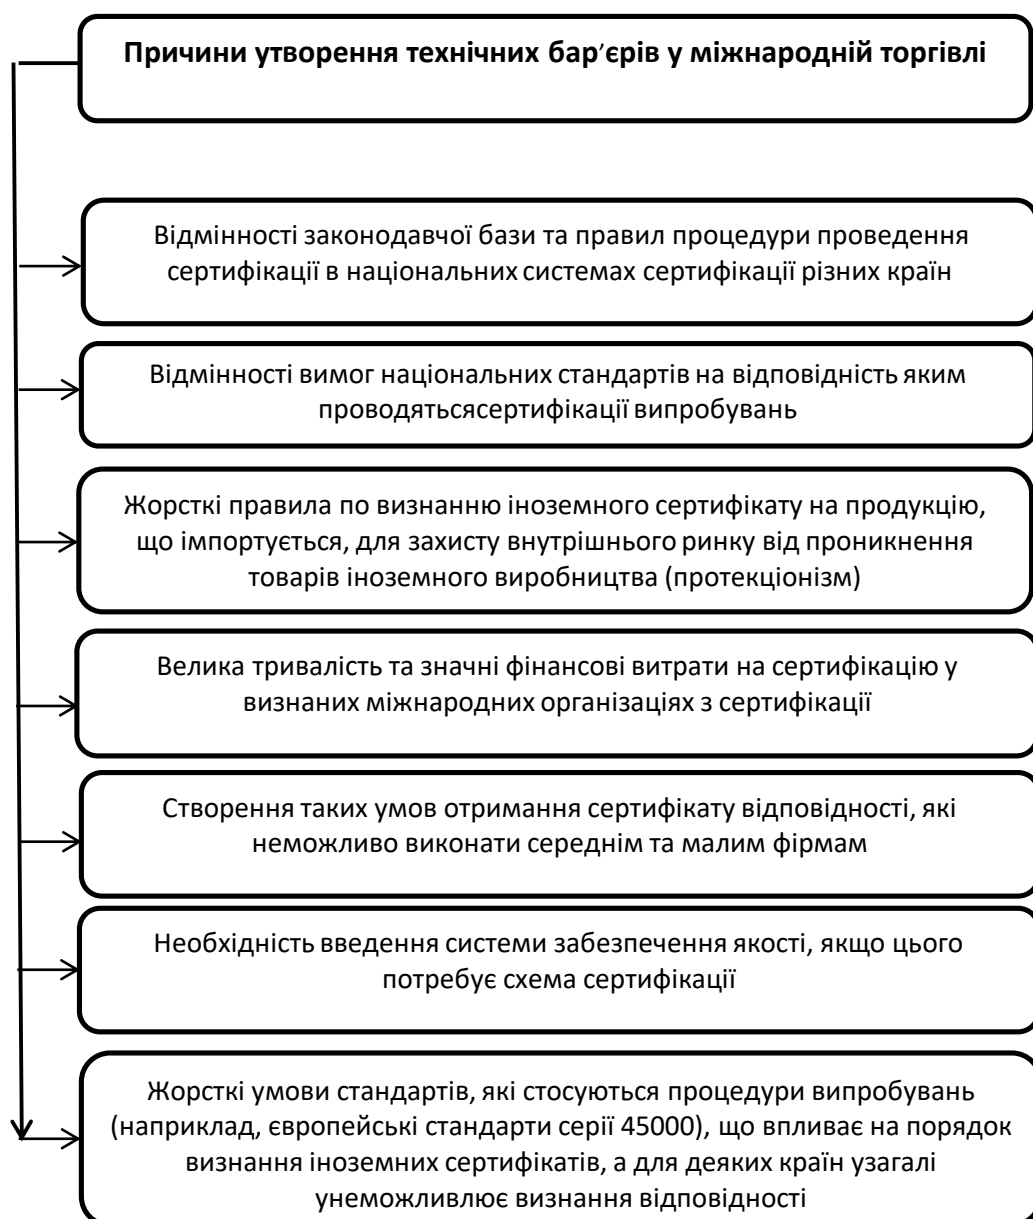 Причини утворення технічних бар′єрів у міжнародній торгівлі
Відмінності законодавчої бази та правил процедури проведення
сертифікації в національних системах сертифікації різних країн
Відмінності вимог національних стандартів на відповідність яким
проводятьсясертифікації випробувань
Жорсткі правила по визнанню іноземного сертифікату на продукцію,
що імпортується, для захисту внутрішнього ринку від проникнення
товарів іноземного виробництва (протекціонізм)
Велика тривалість та значні фінансові витрати на сертифікацію у
визнаних міжнародних організаціях з сертифікації
Створення таких умов отримання сертифікату відповідності, які
неможливо виконати середнім та малим фірмам
Необхідність введення системи забезпечення якості, якщо цього
потребує схема сертифікації
Жорсткі умови стандартів, які стосуються процедури випробувань
(наприклад, європейські стандарти серії 45000), що впливає на порядок
визнання іноземних сертифікатів, а для деяких країн узагалі
унеможливлює визнання відповідності